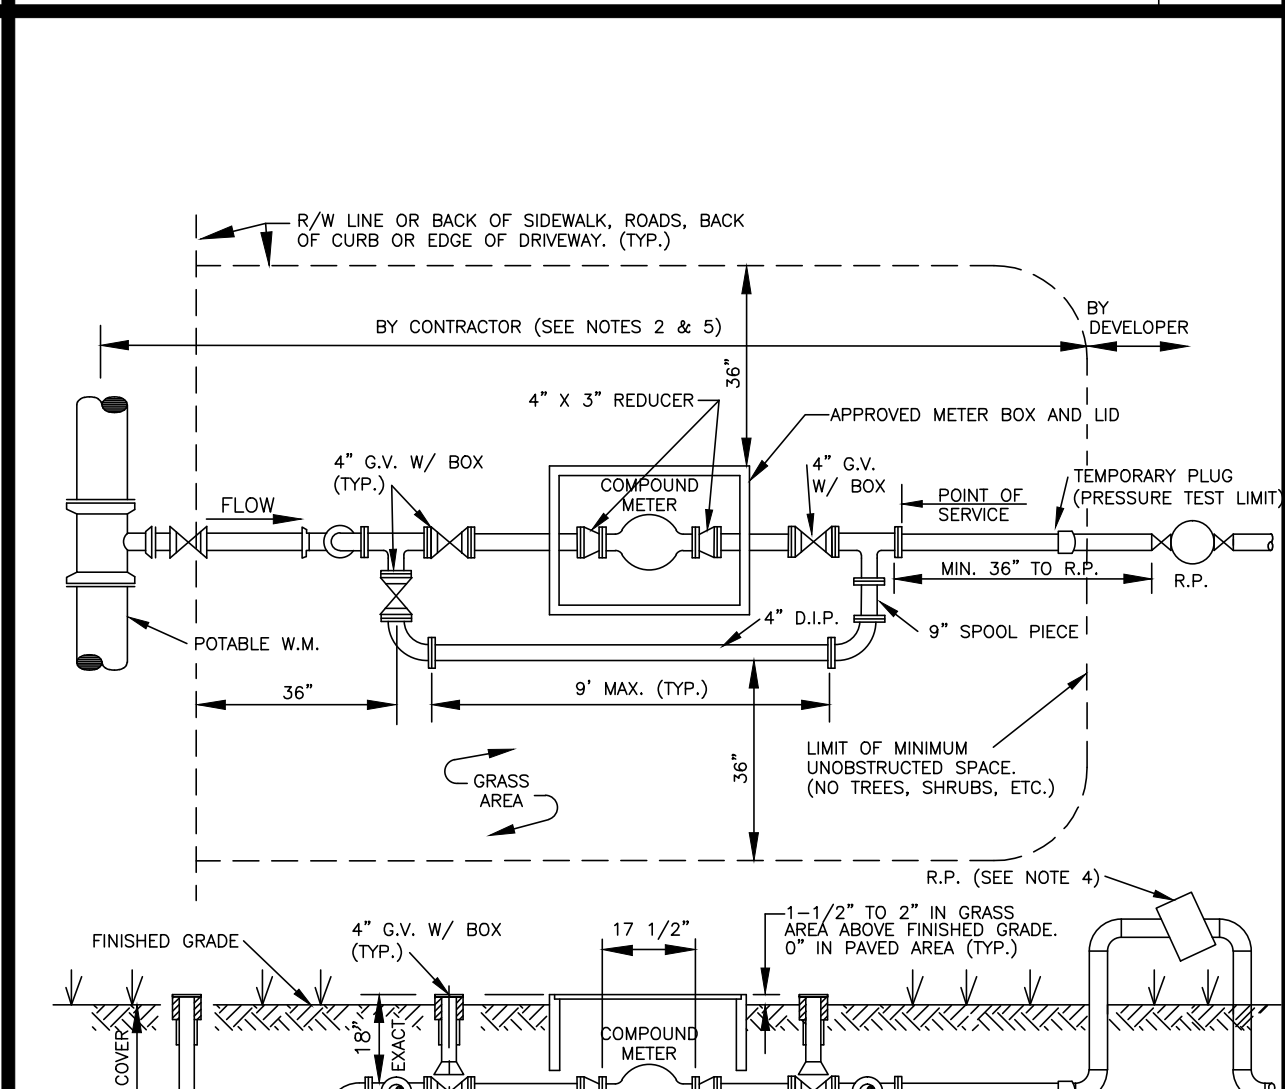 R/W LINE OR BACK OF SIDEWALK, ROADS, BACK
OF CURB OR EDGE OF DRIVEWAY. (TYP.)
BY CONTRACTOR (SEE NOTES 2 & 5)
BY
DEVELOPER
36"
4" X 3" REDUCER
APPROVED METER BOX AND LID
4" G.V. W/ BOX
(TYP.)
COMPOUND
METER
4" G.V.
W/ BOX
TEMPORARY PLUG
(PRESSURE TEST LIMIT)
FLOW
POINT OF
SERVICE
MIN. 36" TO R.P.
R.P.
4" D.I.P.
9" SPOOL PIECE
POTABLE W.M.
36"
9' MAX. (TYP.)
36"
LIMIT OF MINIMUM
UNOBSTRUCTED SPACE.
(NO TREES, SHRUBS, ETC.)
GRASS
AREA
R.P. (SEE NOTE 4)
FINISHED GRADE
4" G.V. W/ BOX
(TYP.)
17 1/2"
1-1/2" TO 2" IN GRASS
AREA ABOVE FINISHED GRADE.
0" IN PAVED AREA (TYP.)
COVER
18"
EXACT
COMPOUND
METER